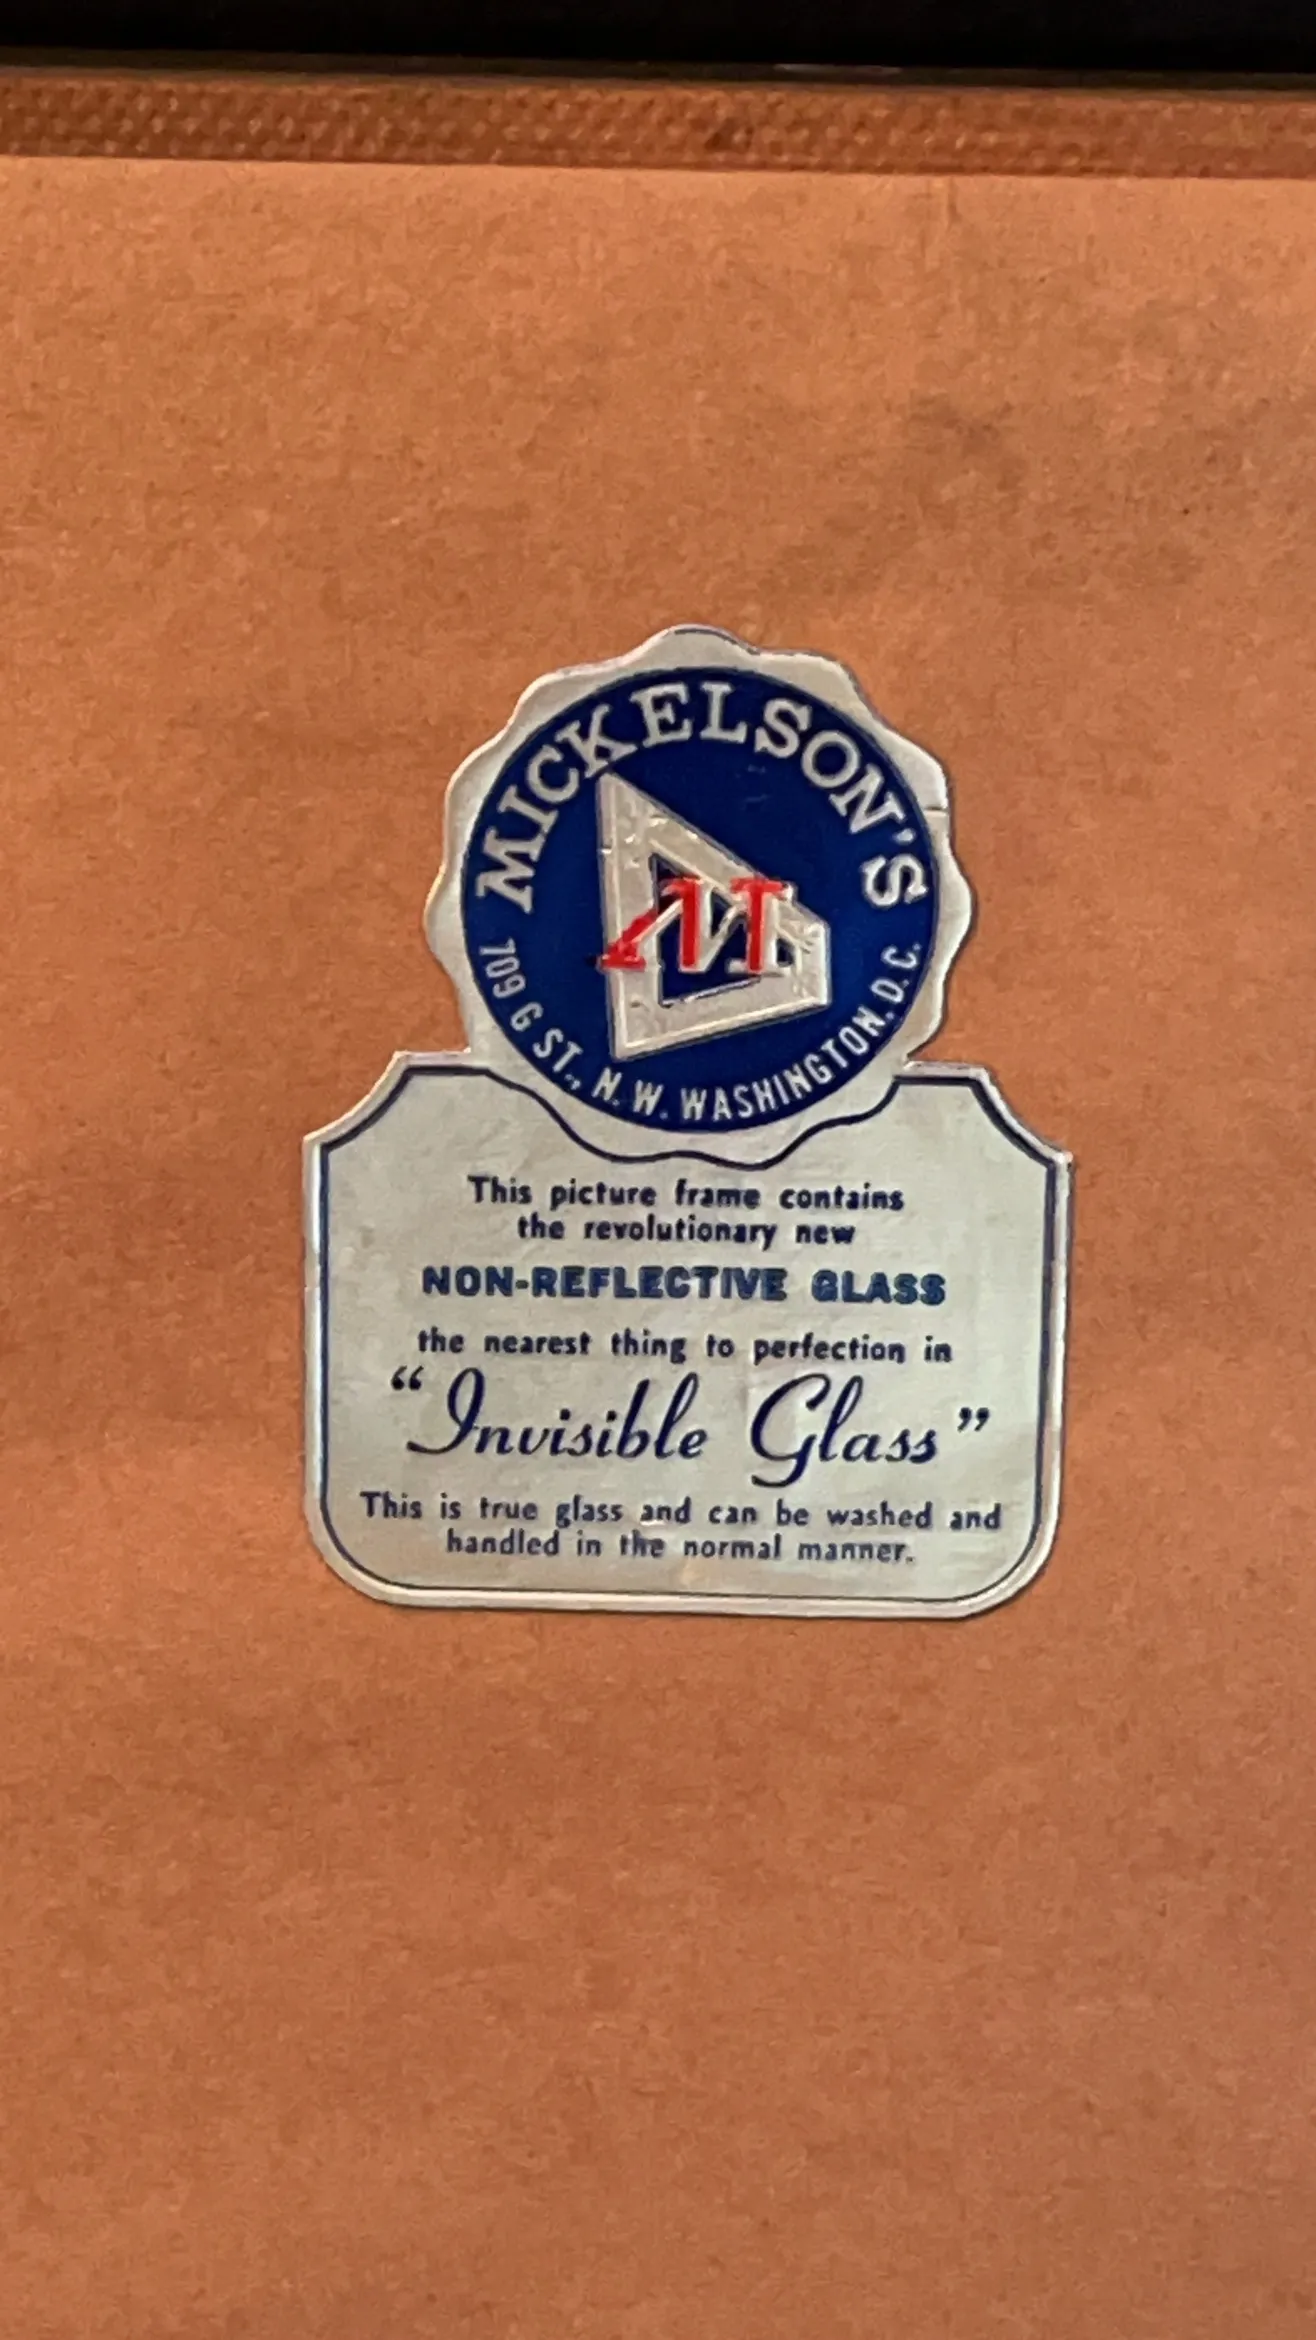 MICKELSON'S
M
709 G ST., N. W. WASHINGTON, D. C.
This picture frame contains
the revolutionary new
NON-REFLECTIVE GLASS
the nearest thing to perfection in
“Invisible Glass”
This is true glass and can be washed and
handled in the normal manner.